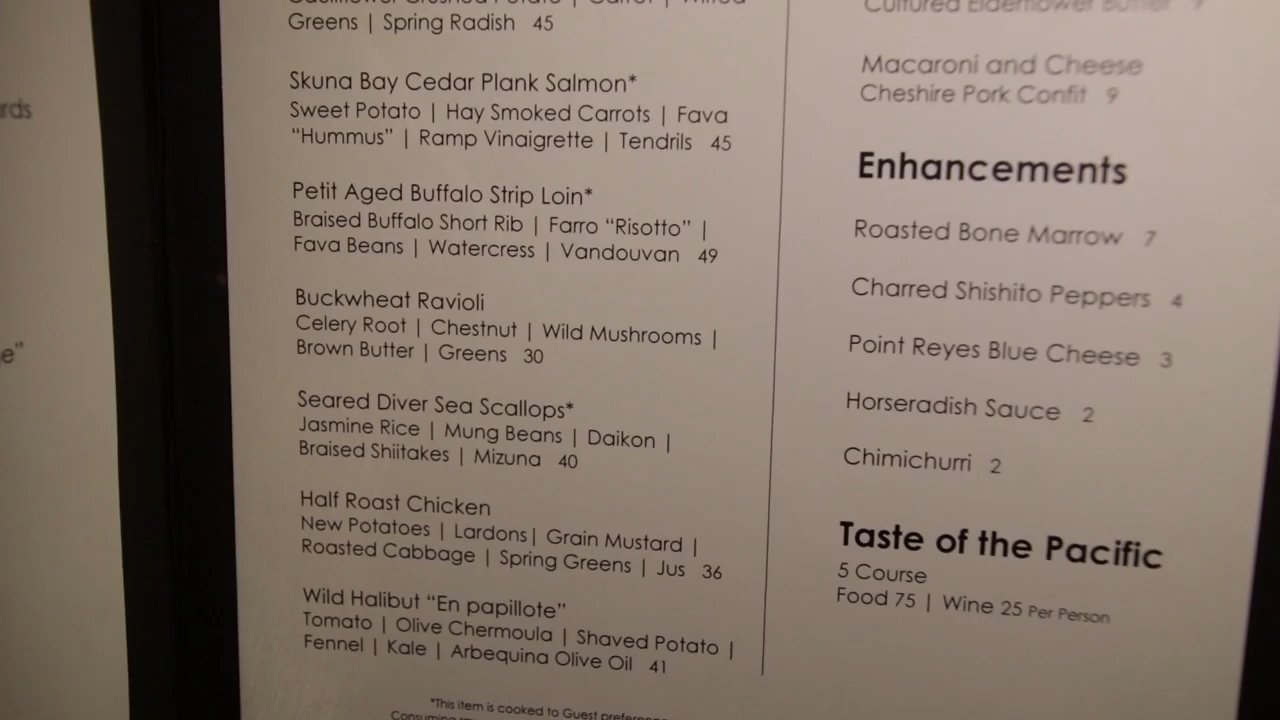 rds
e"
Greens | Spring Radish 45
Skuna Bay Cedar Plank Salmon*
Sweet Potato | Hay Smoked Carrots | Fava
"Hummus" | Ramp Vinaigrette | Tendrils 45
Petit Aged Buffalo Strip Loin*
Braised Buffalo Short Rib | Farro "Risotto" |
Fava Beans | Watercress | Vandouvan 49
Buckwheat Ravioli
Celery Root | Chestnut | Wild Mushrooms |
Brown Butter | Greens 30
Seared Diver Sea Scallops*
Jasmine Rice | Mung Beans | Daikon |
Braised Shiitakes | Mizuna 40
Half Roast Chicken
New Potatoes | Lardons| Grain Mustard |
Roasted Cabbage | Spring Greens | Jus 36
Wild Halibut "En papillote"
Tomato | Olive Chermoula | Shaved Potato |
Fennel | Kale | Arbequina Olive Oil 41
*This item is cooked to Guest
Cultured Elderflower Butter 9
Macaroni and Cheese
Cheshire Pork Confit 9
Enhancements
Roasted Bone Marrow 7
Charred Shishito Peppers 4
Point Reyes Blue Cheese 3
Horseradish Sauce 2
Chimichurri 2
Taste of the Pacific
5 Course
Food 75 | Wine 25 Per Person